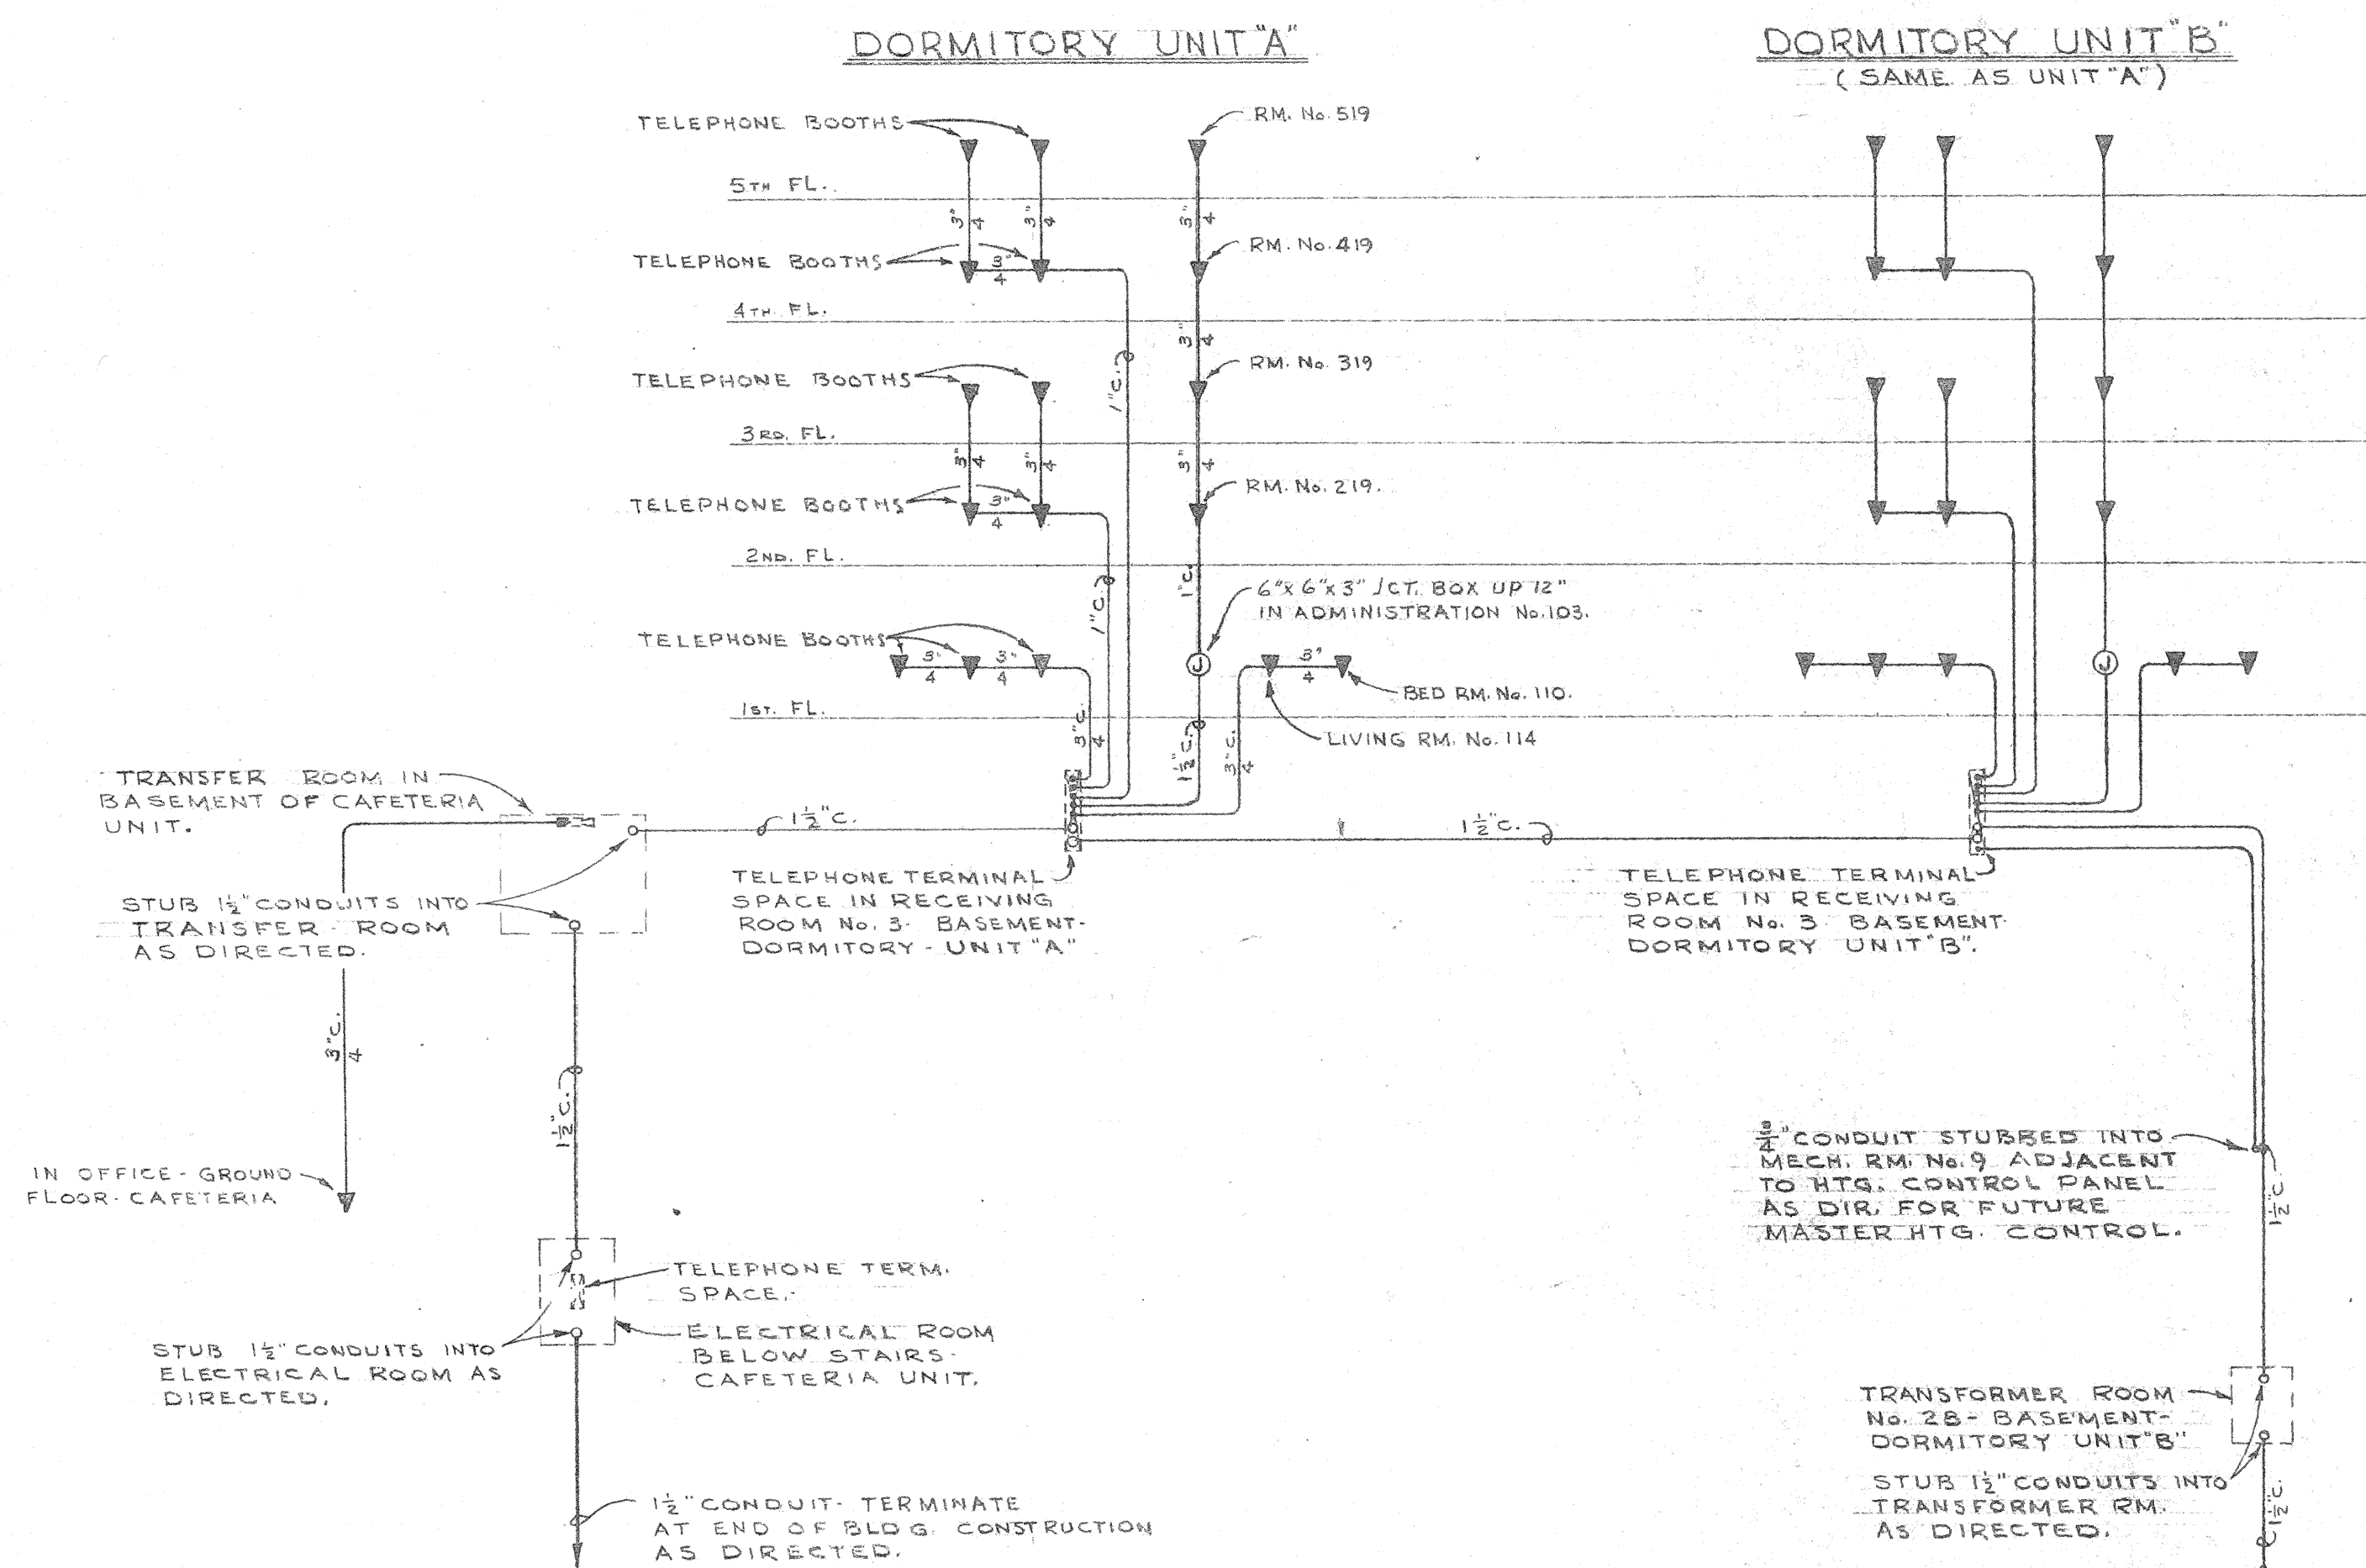 DORMITORY UNIT "A"
DORMITORY UNIT "B"
(SAME AS UNIT "A")
TELEPHONE BOOTHS
RM. No. 519
5TH FL.
3" 4
3" 4
3" 4
TELEPHONE BOOTHS
3" 4
RM. No. 419
4TH FL.
3" 4
1"C.
TELEPHONE BOOTHS
RM. No. 319
3RD. FL.
3" 4
3" 4
3" 4
TELEPHONE BOOTHS
3" 4
RM. No. 219.
2ND. FL.
1"C.
1"C.
6"x 6"x 3" JCT. BOX UP 12"
IN ADMINISTRATION No. 103.
TELEPHONE BOOTHS
3" 4
3" 4
J
3" 4
J
BED RM. No. 110.
1ST. FL.
3"C. 4
1½"C.
3"C. 4
LIVING RM. No. 114
TRANSFER ROOM IN
BASEMENT OF CAFETERIA
UNIT.
1½"C.
1½"C.
STUB 1½" CONDUITS INTO
TRANSFER ROOM
AS DIRECTED.
TELEPHONE TERMINAL
SPACE IN RECEIVING
ROOM No. 3- BASEMENT-
DORMITORY - UNIT "A"
TELEPHONE TERMINAL
SPACE IN RECEIVING
ROOM No. 3 BASEMENT-
DORMITORY UNIT "B".
3"C. 4
1½"C.
IN OFFICE - GROUND
FLOOR - CAFETERIA
¾" CONDUIT STUBBED INTO
MECH. RM. No. 9 ADJACENT
TO HTG. CONTROL PANEL
AS DIR. FOR FUTURE
MASTER HTG. CONTROL.
1½"C.
TELEPHONE TERM.
SPACE.
STUB 1½" CONDUITS INTO
ELECTRICAL ROOM AS
DIRECTED.
ELECTRICAL ROOM
BELOW STAIRS-
CAFETERIA UNIT.
TRANSFORMER ROOM
No. 28 - BASEMENT-
DORMITORY UNIT "B"
STUB 1½" CONDUITS INTO
TRANSFORMER RM.
AS DIRECTED.
1½"C.
1½" CONDUIT - TERMINATE
AT END OF BLDG. CONSTRUCTION
AS DIRECTED.